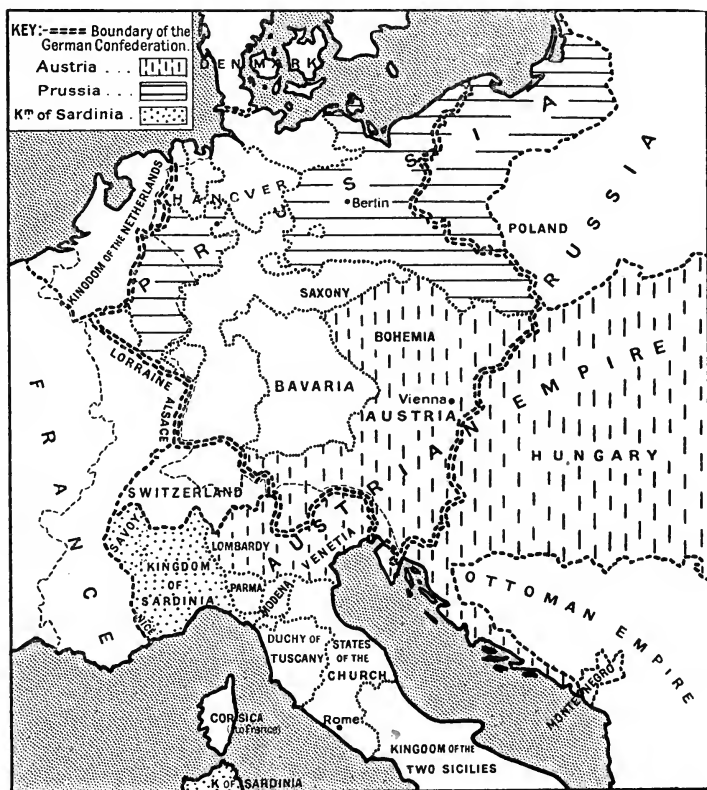 KEY:- ==== Boundary of the
German Confederation.
Austria . . .
Prussia . . .
Km of Sardinia .
DENMARK
PRUSSIA
HANOVER
Berlin
KINGDOM OF THE NETHERLANDS
POLAND
RUSSIA
SAXONY
BOHEMIA
LORRAINE
ALSACE
BAVARIA
Vienna
AUSTRIA
AUSTRIAN EMPIRE
HUNGARY
FRANCE
SWITZERLAND
SAVOY
LOMBARDY
VENETIA
KINGDOM
OF
SARDINIA
PARMA
MODENA
NICE
OTTOMAN EMPIRE
DUCHY OF
TUSCANY
STATES
OF THE
CHURCH
MONTENEGRO
CORSICA
(to France)
Rome
KINGDOM OF THE
TWO SICILIES
K OF SARDINIA